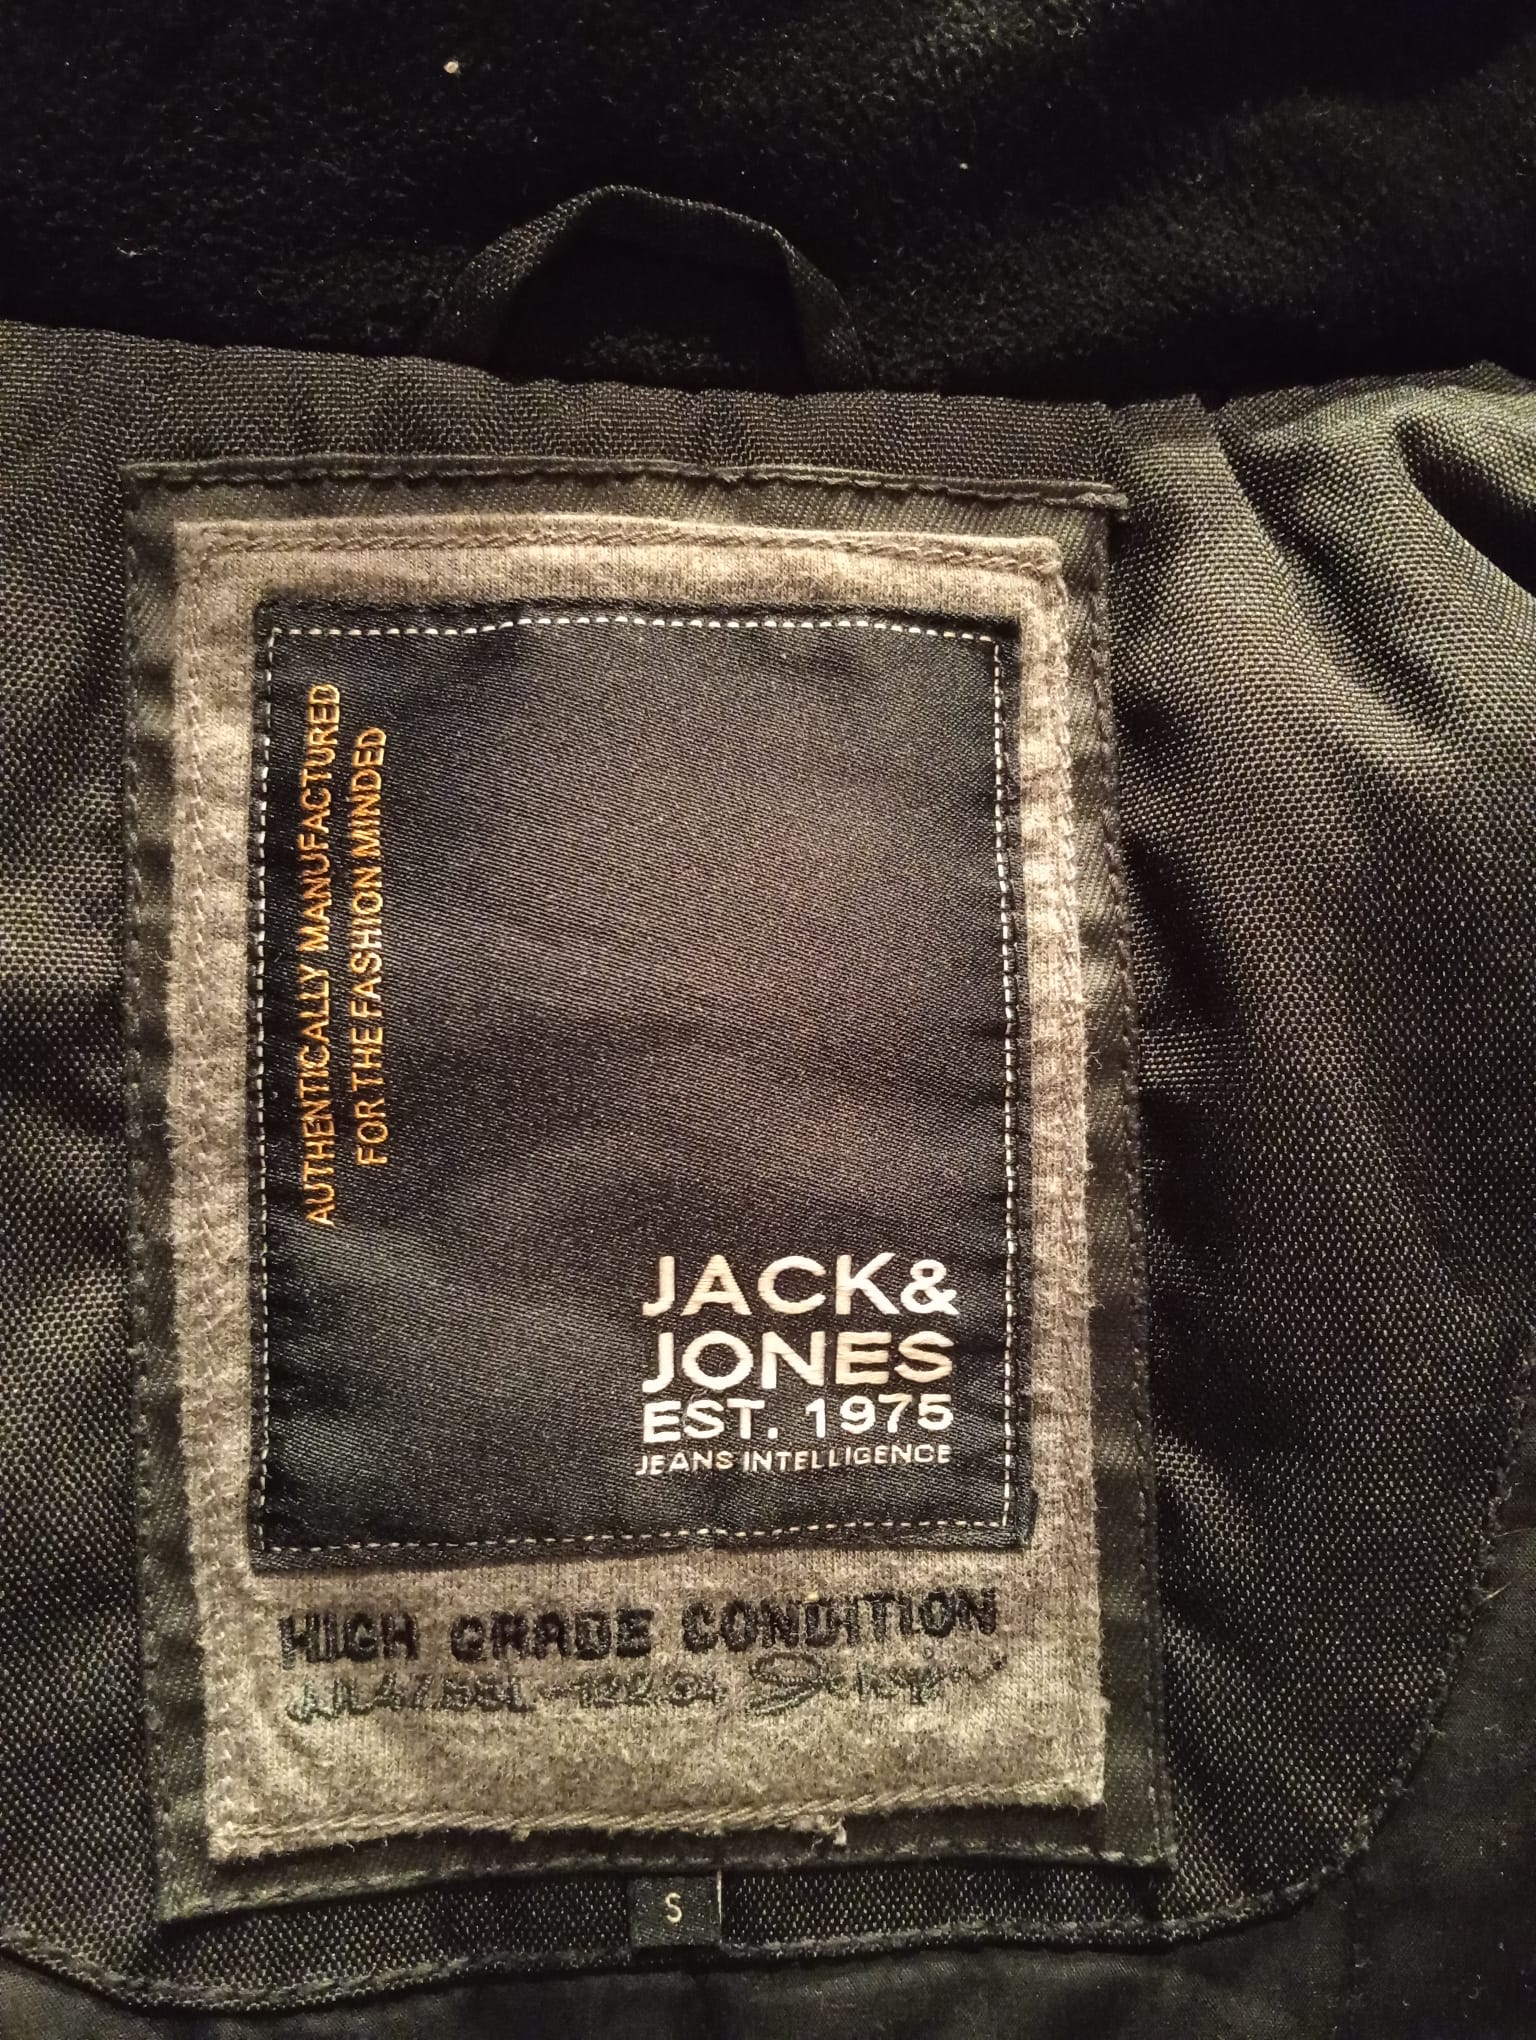 AUTHENTICALLY MANUFACTURED
FOR THE FASHION MINDED
JACK&
JONES
EST. 1975
JEANS INTELLIGENCE
HIGH GRADE CONDITION
S